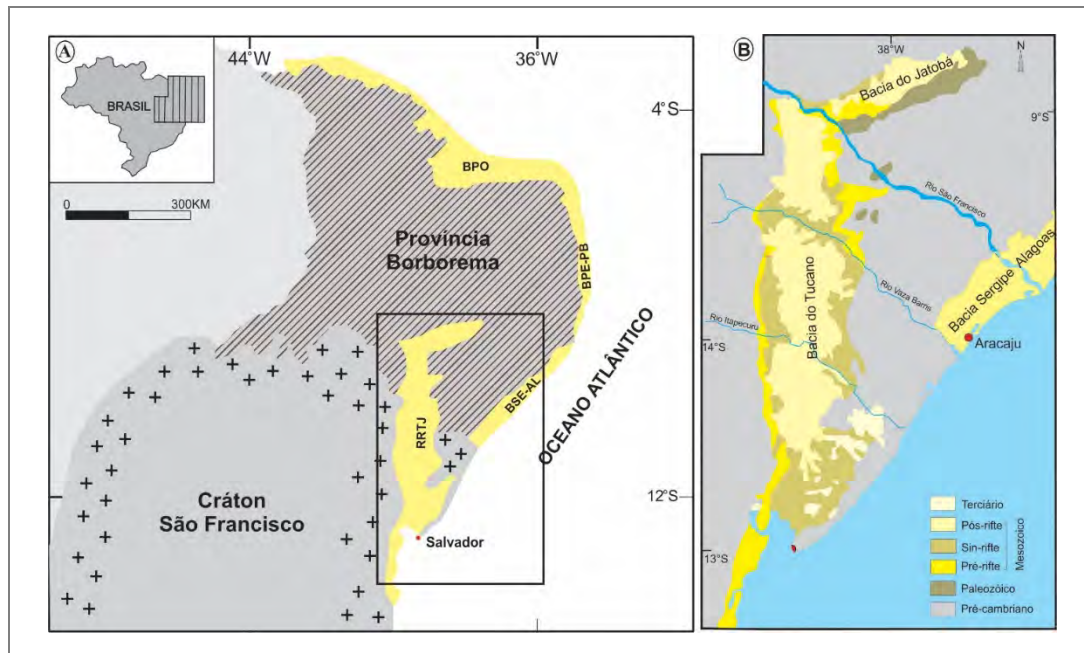 A
44°W
36°W
BRASIL
0 300KM
4°S
BPO
Província
Borborema
BPE-PB
OCEANO ATLÂNTICO
BSE-AL
RRTJ
Cráton
São Francisco
12°S
Salvador
B
38°W
N
Bacia do Jatobá
9°S
Rio São Francisco
Bacia Sergipe Alagoas
Rio Vaza Barris
Bacia do Tucano
Rio Itapecurú
14°S
Aracaju
13°S
Terciário
Pós-rifte
Sin-rifte
Pré-rifte
Mesozoico
Paleozóico
Pré-cambriano